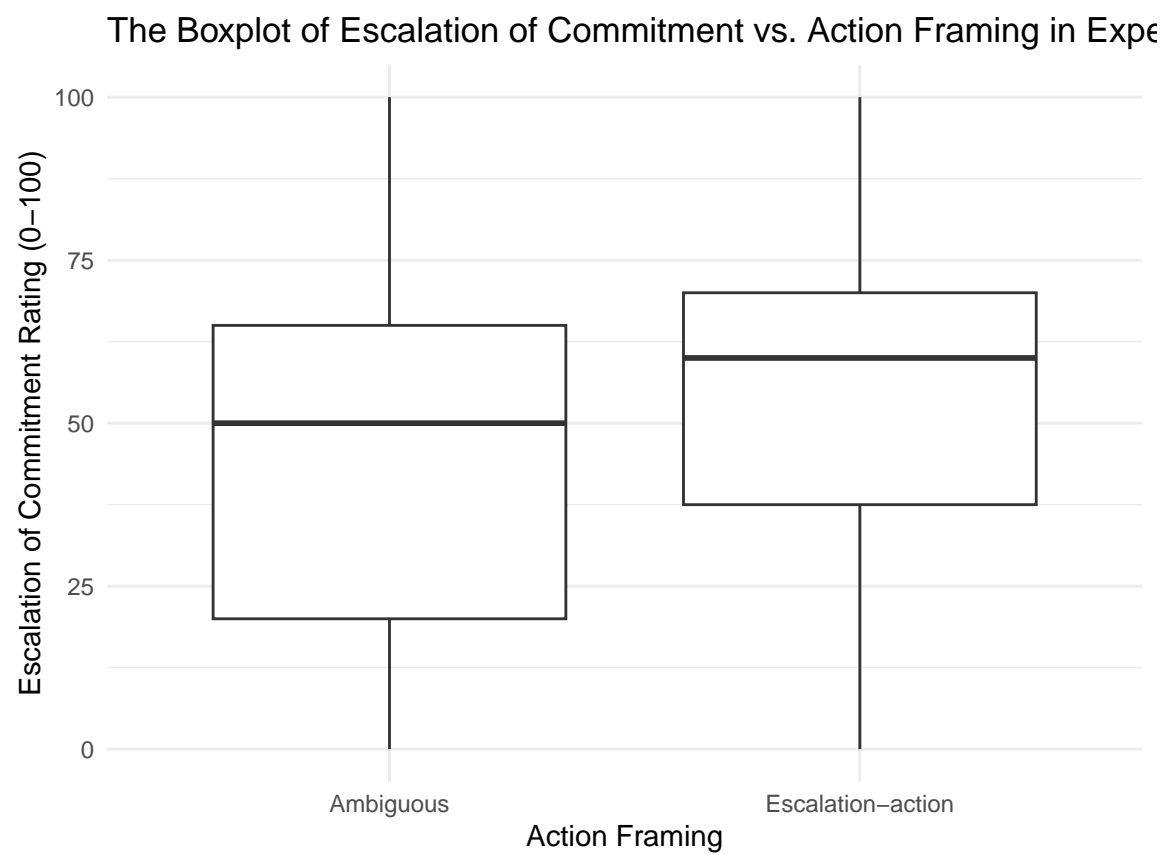 The Boxplot of Escalation of Commitment vs. Action Framing in Expe
Escalation of Commitment Rating (0−100)
100
75
50
25
0
Ambiguous
Escalation−action
Action Framing